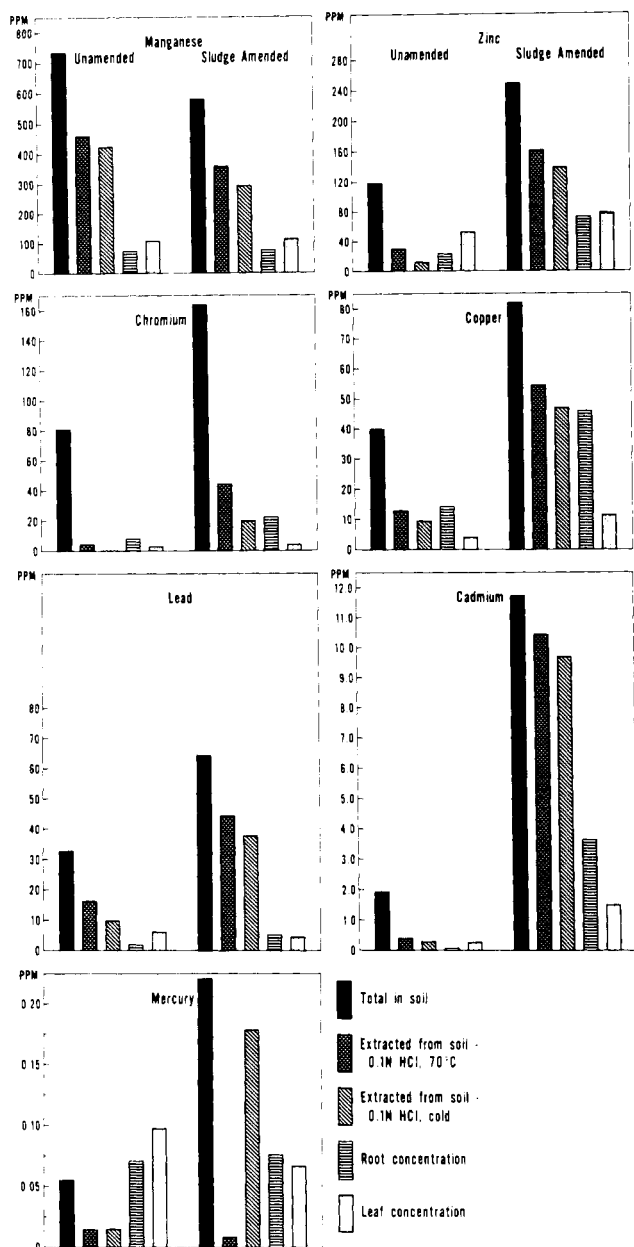 PPM
Manganese
Unamended
Sludge Amended
800
700
600
500
400
300
200
100
0
PPM
Zinc
Unamended
Sludge Amended
280
240
200
160
120
80
40
0
PPM
Chromium
160
140
120
100
80
60
40
20
0
PPM
Copper
80
70
60
50
40
30
20
10
0
PPM
Lead
80
70
60
50
40
30
20
10
0
PPM
Cadmium
12.0
11.0
10.0
9.0
8.0
7.0
6.0
5.0
4.0
3.0
2.0
1.0
0
PPM
Mercury
0.20
0.15
0.10
0.05
0
Total in soil
Extracted from soil -
0.1N HCl, 70°C
Extracted from soil -
0.1N HCl, cold
Root concentration
Leaf concentration